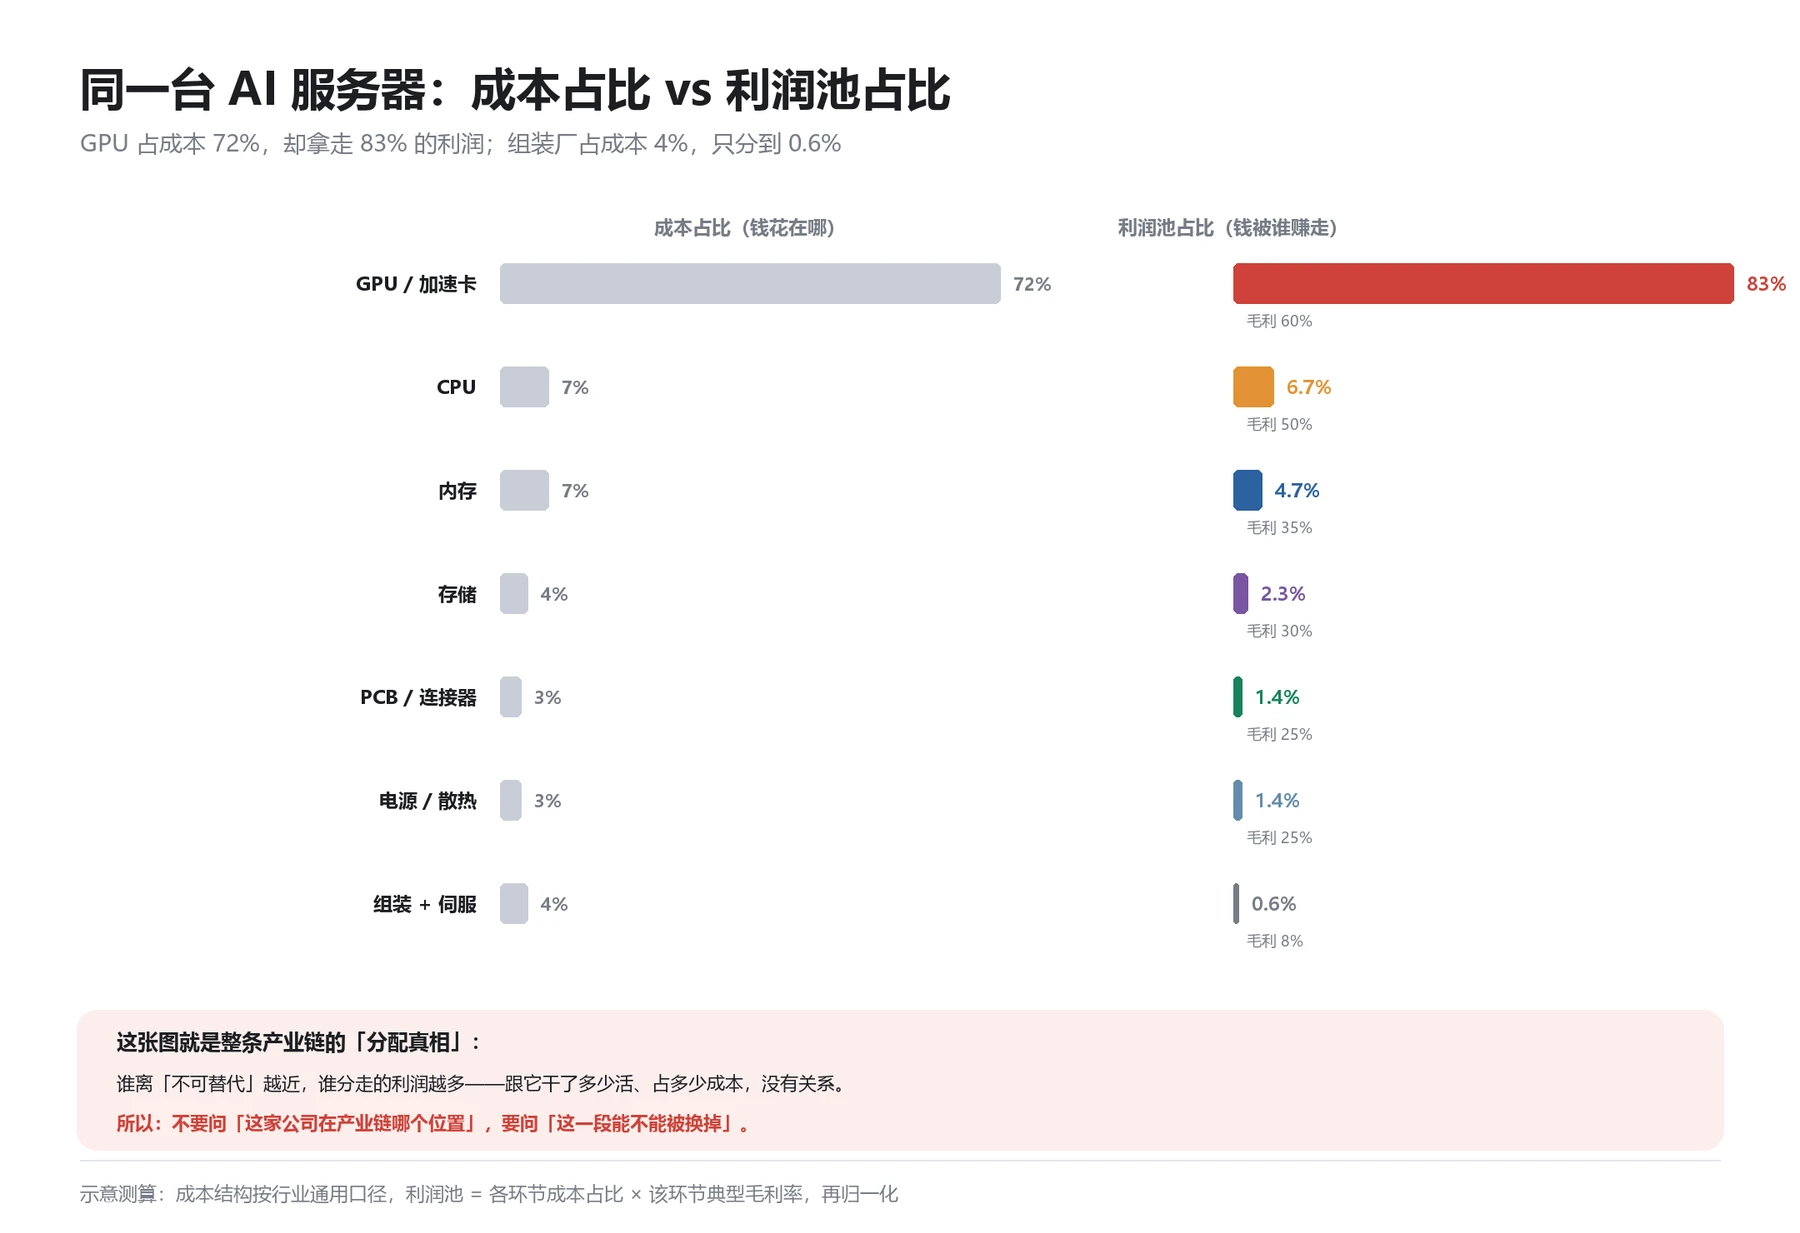 同一台 AI 服务器：成本占比 vs 利润池占比
GPU 占成本 72%，却拿走 83% 的利润；组装厂占成本 4%，只分到 0.6%
成本占比（钱花在哪）
利润池占比（钱被谁赚走）
GPU / 加速卡
72%
83%
毛利 60%
CPU
7%
6.7%
毛利 50%
内存
7%
4.7%
毛利 35%
存储
4%
2.3%
毛利 30%
PCB / 连接器
3%
1.4%
毛利 25%
电源 / 散热
3%
1.4%
毛利 25%
组装 + 伺服
4%
0.6%
毛利 8%
这张图就是整条产业链的「分配真相」：
谁离「不可替代」越近，谁分走的利润越多——跟它干了多少活、占多少成本，没有关系。
所以：不要问「这家公司在产业链哪个位置」，要问「这一段能不能被换掉」。
示意测算：成本结构按行业通用口径，利润池 = 各环节成本占比 × 该环节典型毛利率，再归一化